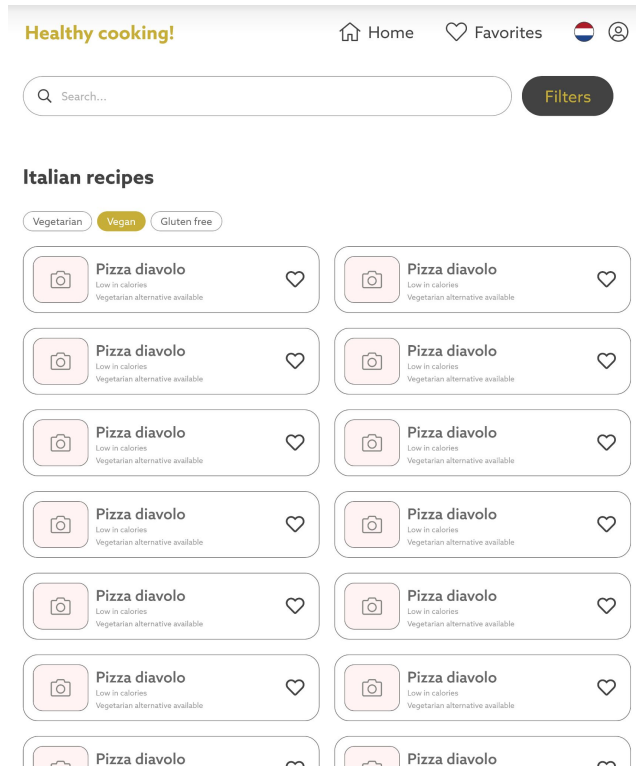 Healthy cooking! Home Favorites
Search... Filters
Italian recipes
Vegetarian Vegan Gluten free
Pizza diavolo Pizza diavolo
Low in calories Low in calories
Vegetarian alternative available Vegetarian alternative available
Pizza diavolo Pizza diavolo
Low in calories Low in calories
Vegetarian alternative available Vegetarian alternative available
Pizza diavolo Pizza diavolo
Low in calories Low in calories
Vegetarian alternative available Vegetarian alternative available
Pizza diavolo Pizza diavolo
Low in calories Low in calories
Vegetarian alternative available Vegetarian alternative available
Pizza diavolo Pizza diavolo
Low in calories Low in calories
Vegetarian alternative available Vegetarian alternative available
Pizza diavolo Pizza diavolo
Low in calories Low in calories
Vegetarian alternative available Vegetarian alternative available
Pizza diavolo Pizza diavolo